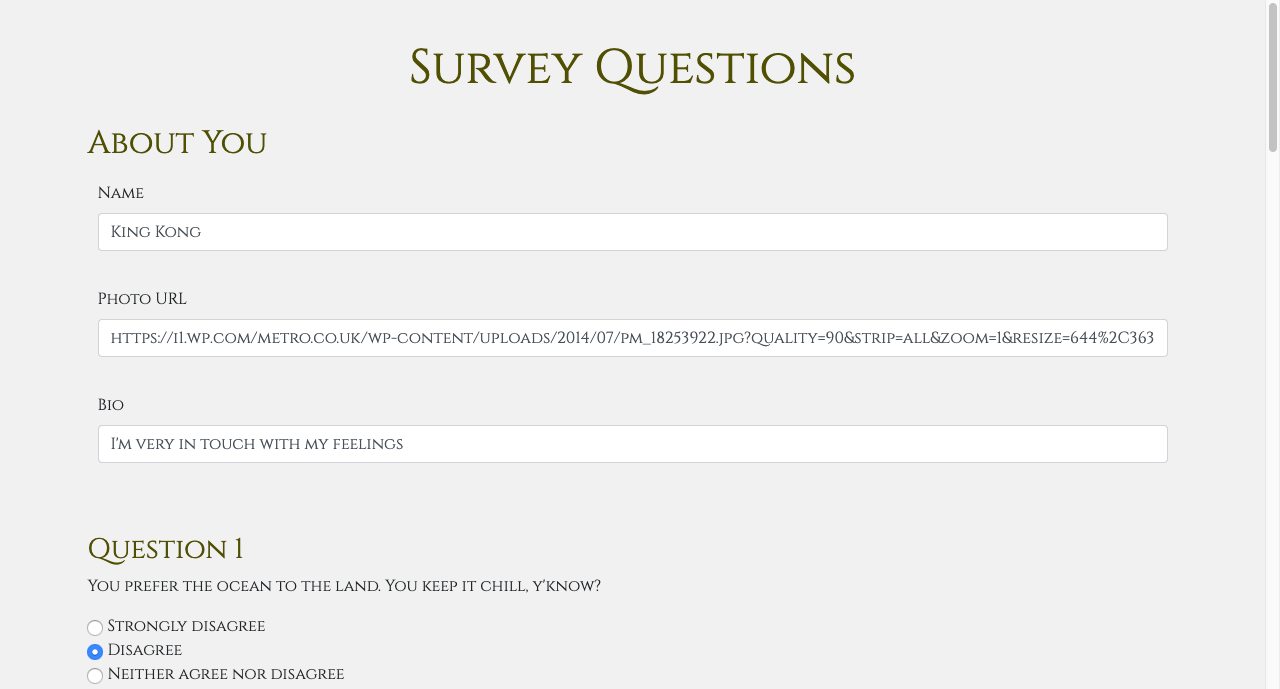 Survey Questions
About You
Name
King Kong
Photo URL
https://i1.wp.com/metro.co.uk/wp-content/uploads/2014/07/pm_18253922.jpg?quality=90&strip=all&zoom=1&resize=644%2C363
Bio
I'm very in touch with my feelings
Question 1
You prefer the ocean to the land. You keep it chill, y'know?
Strongly disagree
Disagree
Neither agree nor disagree